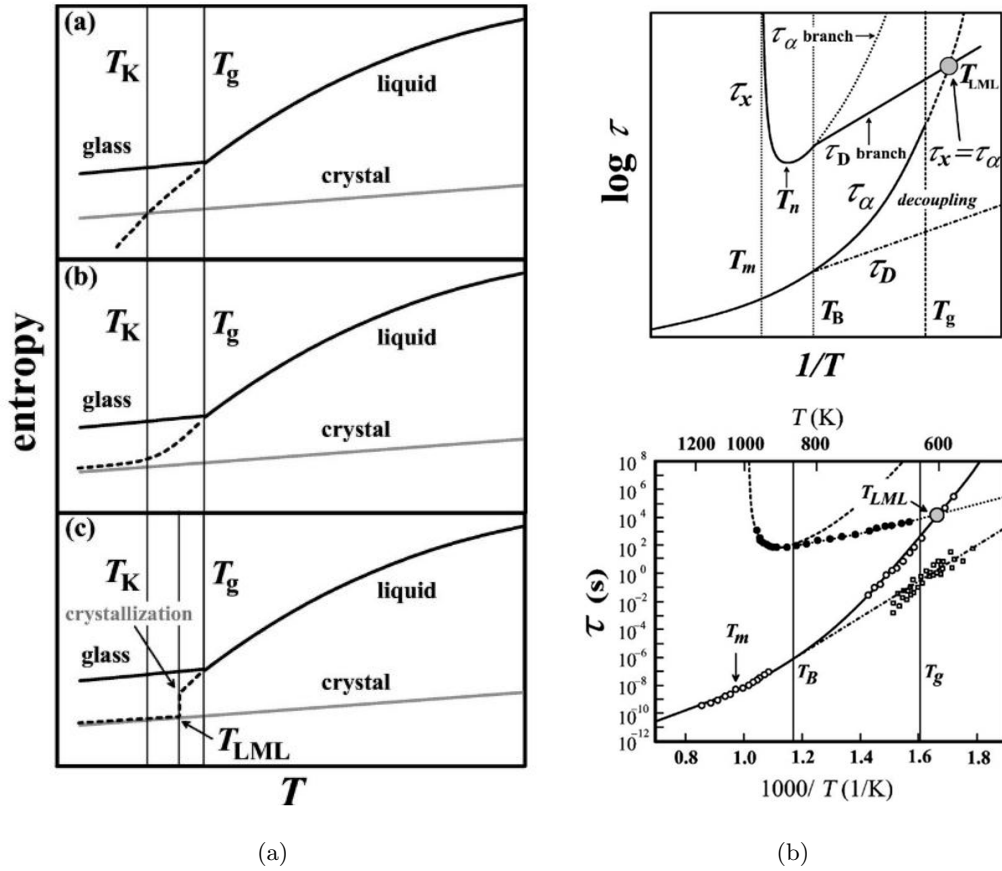 (a)
T_K
T_g
liquid
glass
crystal
(b)
T_K
T_g
liquid
glass
crystal
(c)
T_K
T_g
crystallization
liquid
glass
crystal
T_LML
entropy
T
(a)
τ_α branch
τ_x
T_LML
τ_D branch
τ_x=τ_α
T_n
τ_α
decoupling
T_m
τ_D
T_B
T_g
log τ
1/T
T (K)
1200 1000 800 600
10^8
10^6
10^4
10^2
10^0
10^-2
10^-4
10^-6
10^-8
10^-10
10^-12
τ (s)
T_LML
T_m
T_B
T_g
0.8 1.0 1.2 1.4 1.6 1.8
1000/ T (1/K)
(b)